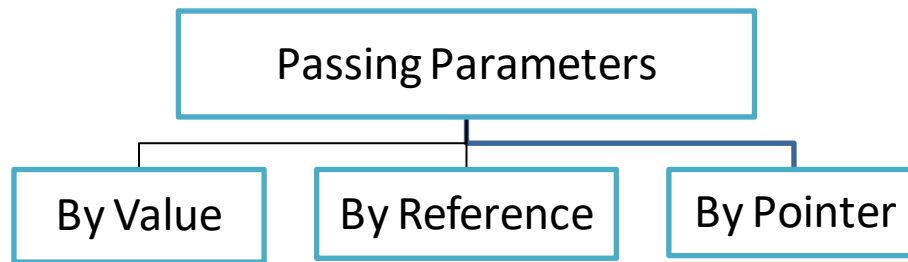 Passing Parameters
By Value
By Reference
By Pointer